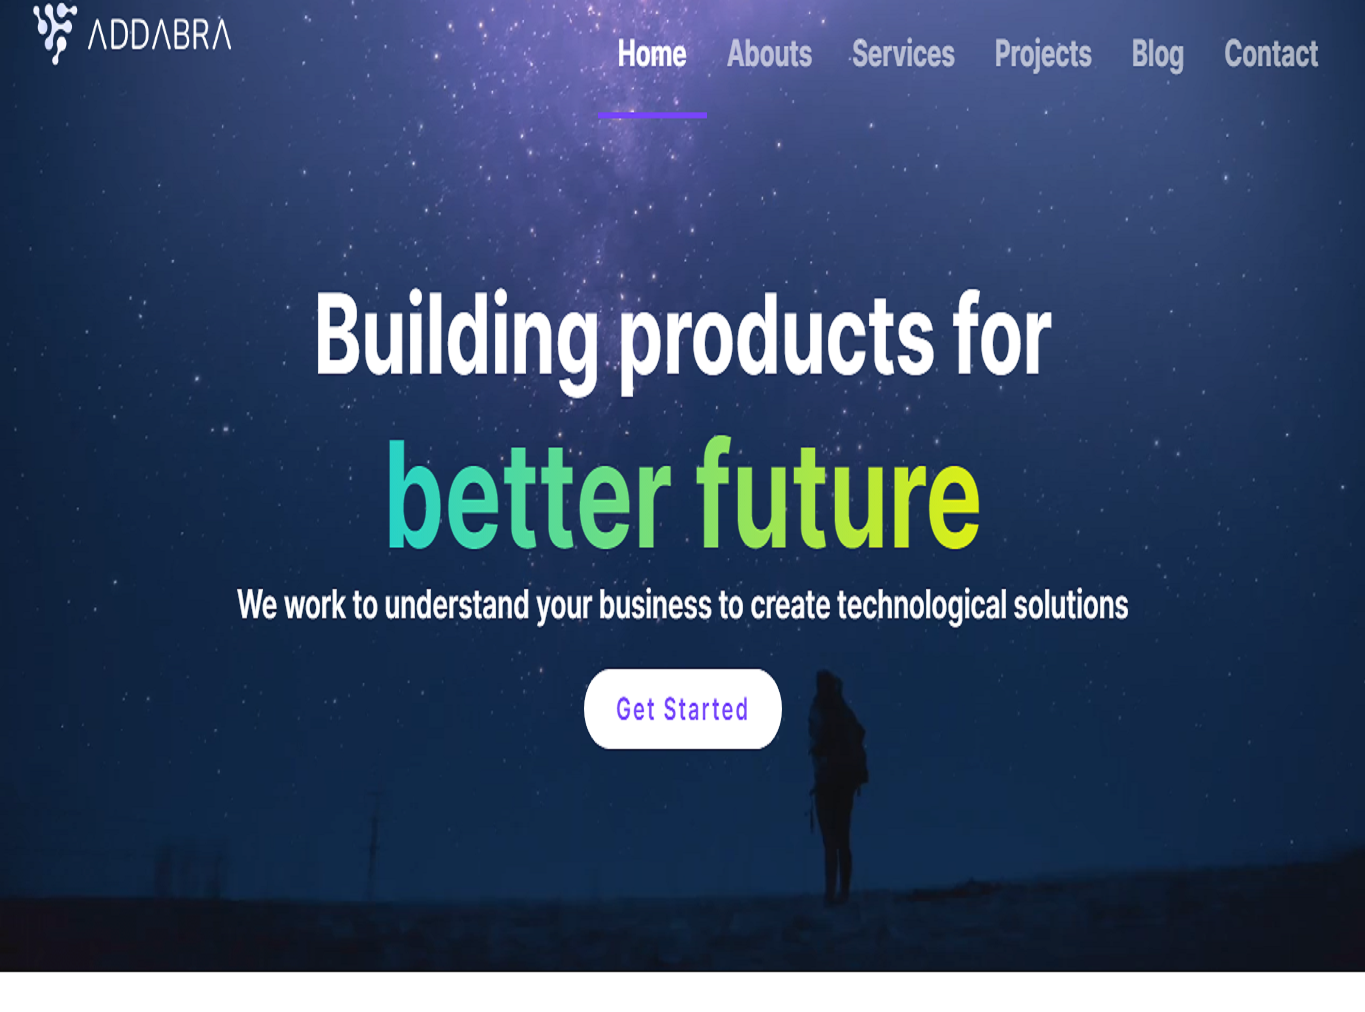 ADDABRA
Home Abouts Services Projects Blog Contact
Building products for
better future
We work to understand your business to create technological solutions
Get Started